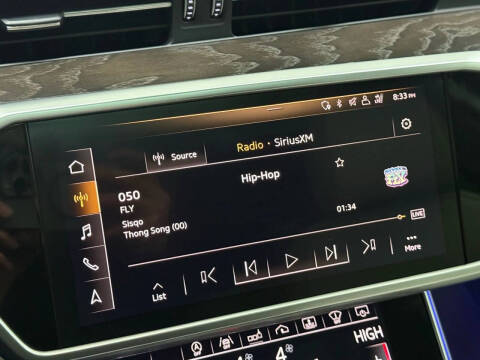 8:33 PM
Source
Radio · SiriusXM
Hip-Hop
050
FLY
Sisqo
Thong Song (00)
01:34
LIVE
List
More
HIGH